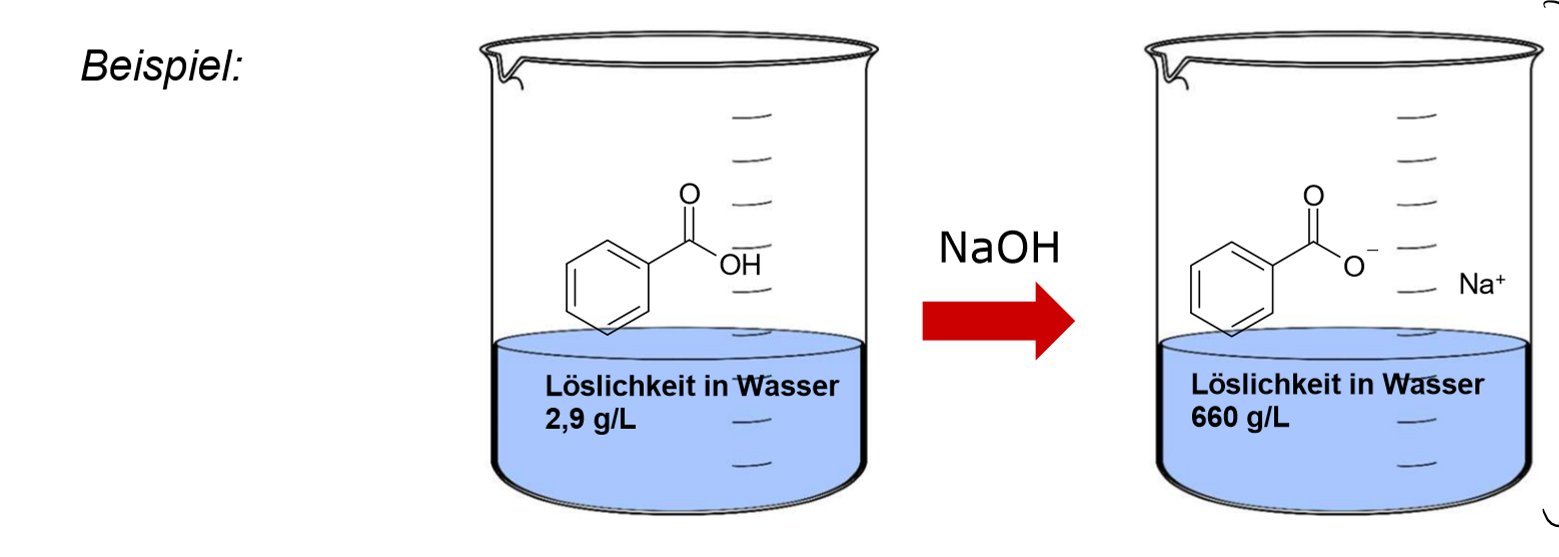 Beispiel:
O
OH
Löslichkeit in Wasser
2,9 g/L
NaOH
O
O⁻
Na⁺
Löslichkeit in Wasser
660 g/L